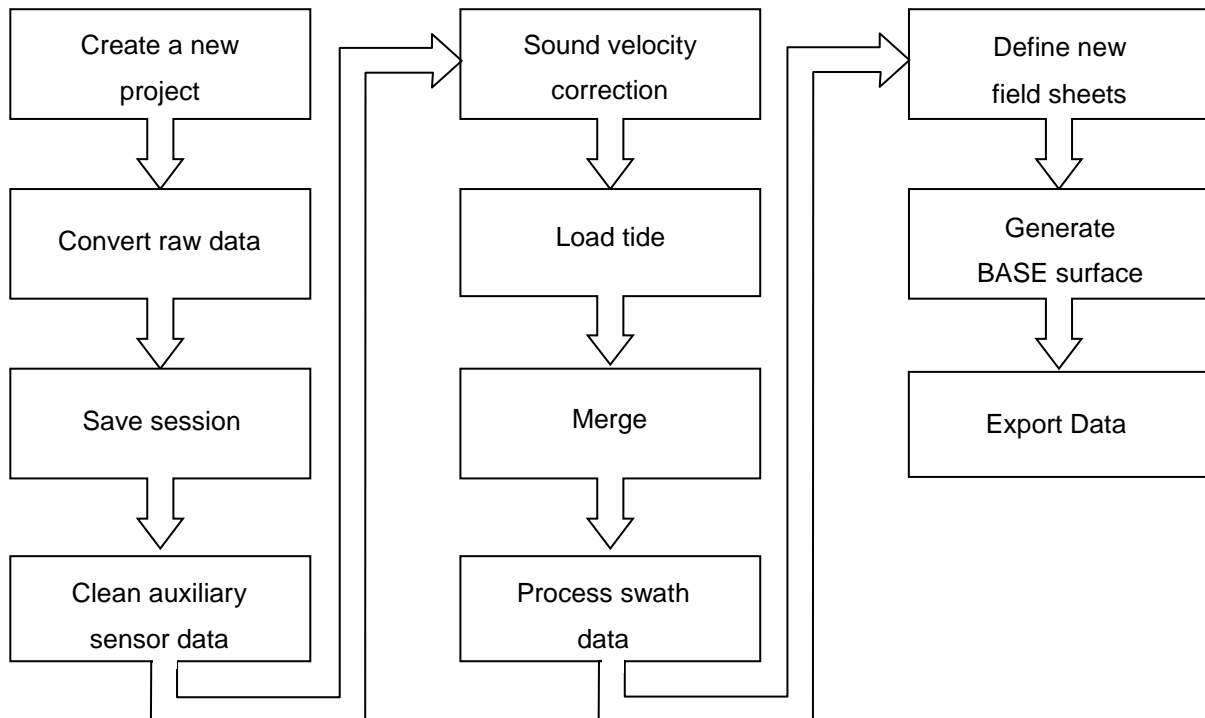 Create a new
project
Convert raw data
Save session
Clean auxiliary
sensor data
Sound velocity
correction
Load tide
Merge
Process swath
data
Define new
field sheets
Generate
BASE surface
Export Data